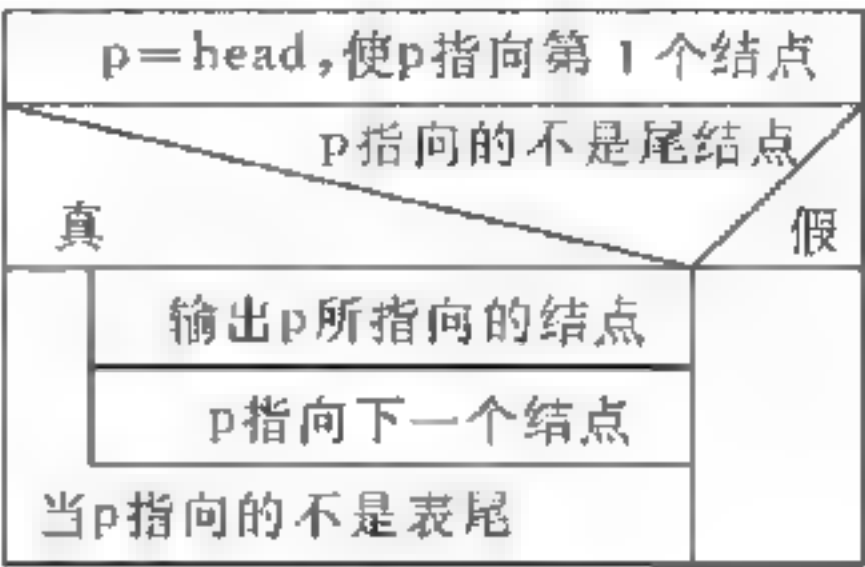 p=head,使p指向第 1 个结点
p指向的不是尾结点
真
假
输出p所指向的结点
p指向下一个结点
当p指向的不是表尾